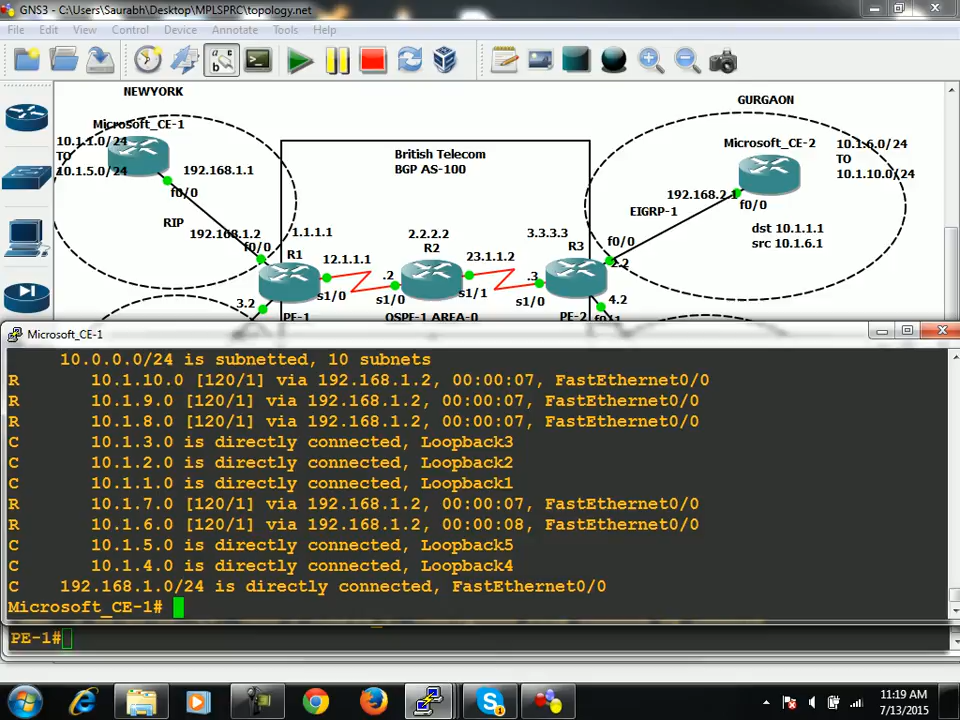 GNS3 - C:\Users\Saurabh\Desktop\MPLSPRC\topology.net
File Edit View Control Device Annotate Tools Help
NEWYORK
GURGAON
Microsoft_CE-1
10.1.1.0/24
TO
10.1.5.0/24
192.168.1.1
f0/0
RIP
192.168.1.2
f0/0
British Telecom
BGP AS-100
Microsoft_CE-2
10.1.6.0/24
TO
10.1.10.0/24
192.168.2.1
f0/0
EIGRP-1
dst 10.1.1.1
src 10.1.6.1
1.1.1.1
R1
12.1.1.1
s1/0
3.2
PE-1
2.2.2.2
R2
.2
s1/0
23.1.1.2
s1/1
OSPF-1 AREA-0
3.3.3.3
R3
.3
s1/0
f0/0
2.2
4.2
PE-2
Microsoft_CE-1
10.0.0.0/24 is subnetted, 10 subnets
R 10.1.10.0 [120/1] via 192.168.1.2, 00:00:07, FastEthernet0/0
R 10.1.9.0 [120/1] via 192.168.1.2, 00:00:07, FastEthernet0/0
R 10.1.8.0 [120/1] via 192.168.1.2, 00:00:07, FastEthernet0/0
C 10.1.3.0 is directly connected, Loopback3
C 10.1.2.0 is directly connected, Loopback2
C 10.1.1.0 is directly connected, Loopback1
R 10.1.7.0 [120/1] via 192.168.1.2, 00:00:07, FastEthernet0/0
R 10.1.6.0 [120/1] via 192.168.1.2, 00:00:08, FastEthernet0/0
C 10.1.5.0 is directly connected, Loopback5
C 10.1.4.0 is directly connected, Loopback4
C 192.168.1.0/24 is directly connected, FastEthernet0/0
Microsoft_CE-1#
PE-1#
11:19 AM
7/13/2015